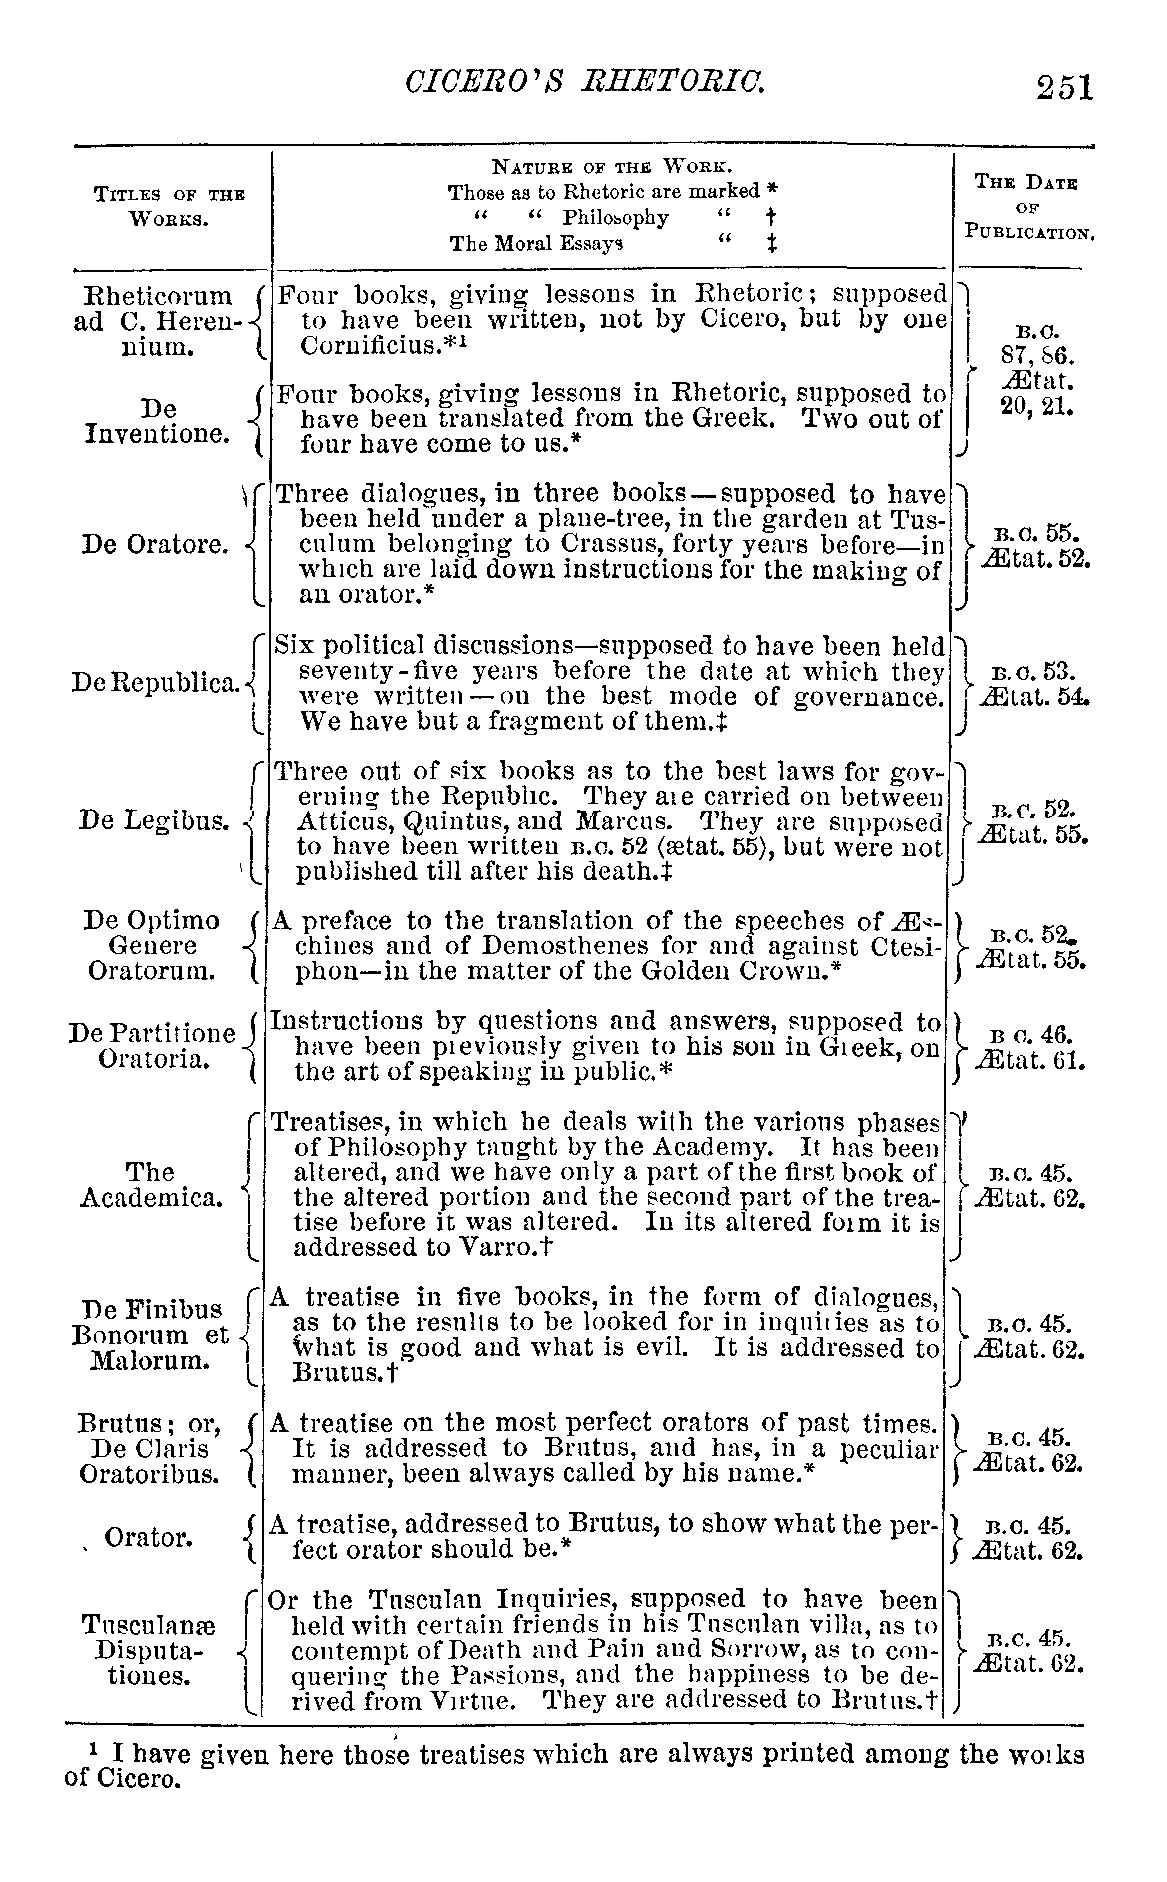 CICERO'S RHETORIC.
251
TITLES OF THE
WORKS.
NATURE OF THE WORK.
Those as to Rhetoric are marked *
“ “ Philosophy “ †
The Moral Essays “ ‡
THE DATE
OF
PUBLICATION.
Rheticorum
ad C. Heren-
nium.
Four books, giving lessons in Rhetoric; supposed
to have been written, not by Cicero, but by one
Cornificius.*¹
De
Inventione.
Four books, giving lessons in Rhetoric, supposed to
have been translated from the Greek. Two out of
four have come to us.*
B.C.
87, 86.
Ætat.
20, 21.
De Oratore.
Three dialogues, in three books—supposed to have
been held under a plane-tree, in the garden at Tus-
culum belonging to Crassus, forty years before—in
which are laid down instructions for the making of
an orator.*
B.C. 55.
Ætat. 52.
De Republica.
Six political discussions—supposed to have been held
seventy-five years before the date at which they
were written—on the best mode of governance.
We have but a fragment of them.‡
B.C. 53.
Ætat. 54.
De Legibus.
Three out of six books as to the best laws for gov-
erning the Republic. They are carried on between
Atticus, Quintus, and Marcus. They are supposed
to have been written B.C. 52 (ætat. 55), but were not
published till after his death.‡
B.C. 52.
Ætat. 55.
De Optimo
Genere
Oratorum.
A preface to the translation of the speeches of Æs-
chines and of Demosthenes for and against Ctesi-
phon—in the matter of the Golden Crown.*
B.C. 52.
Ætat. 55.
De Partitione
Oratoria.
Instructions by questions and answers, supposed to
have been previously given to his son in Greek, on
the art of speaking in public.*
B C. 46.
Ætat. 61.
The
Academica.
Treatises, in which he deals with the various phases
of Philosophy taught by the Academy. It has been
altered, and we have only a part of the first book of
the altered portion and the second part of the trea-
tise before it was altered. In its altered form it is
addressed to Varro.†
B.C. 45.
Ætat. 62.
De Finibus
Bonorum et
Malorum.
A treatise in five books, in the form of dialogues,
as to the results to be looked for in inquiries as to
what is good and what is evil. It is addressed to
Brutus.†
B.C. 45.
Ætat. 62.
Brutus; or,
De Claris
Oratoribus.
A treatise on the most perfect orators of past times.
It is addressed to Brutus, and has, in a peculiar
manner, been always called by his name.*
B.C. 45.
Ætat. 62.
Orator.
A treatise, addressed to Brutus, to show what the per-
fect orator should be.*
B.C. 45.
Ætat. 62.
Tusculanæ
Disputa-
tiones.
Or the Tusculan Inquiries, supposed to have been
held with certain friends in his Tusculan villa, as to
contempt of Death and Pain and Sorrow, as to con-
quering the Passions, and the happiness to be de-
rived from Virtue. They are addressed to Brutus.†
B.C. 45.
Ætat. 62.
¹ I have given here those treatises which are always printed among the works
of Cicero.